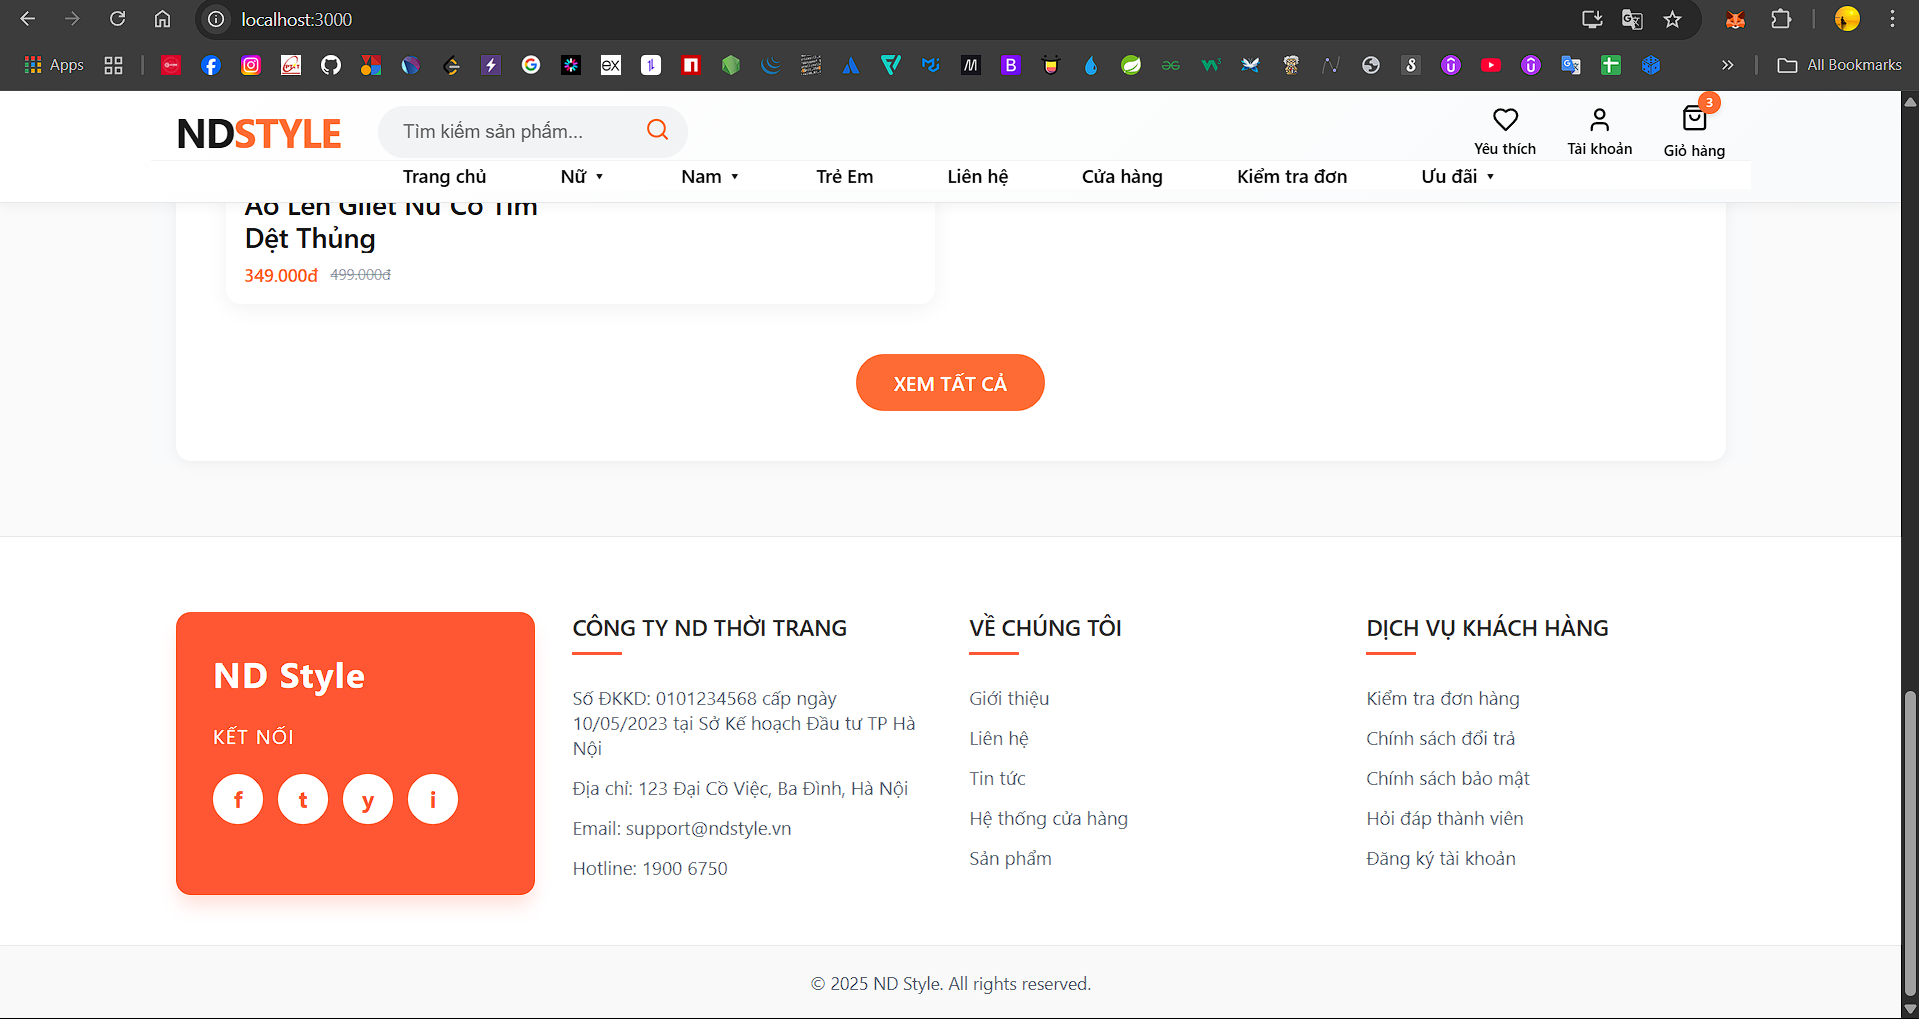 localhost:3000
Apps
All Bookmarks
NDSTYLE
Tìm kiếm sản phẩm...
3
Yêu thích
Tài khoản
Giỏ hàng
Trang chủ
Nữ
Nam
Trẻ Em
Liên hệ
Cửa hàng
Kiểm tra đơn
Ưu đãi
Áo Len Gilet Nữ Cổ Tim
Dệt Thủng
349.000đ 499.000đ
XEM TẤT CẢ
ND Style
KẾT NỐI
f t y i
CÔNG TY ND THỜI TRANG
Số ĐKKD: 0101234568 cấp ngày
10/05/2023 tại Sở Kế hoạch Đầu tư TP Hà
Nội
Địa chỉ: 123 Đại Cồ Việc, Ba Đình, Hà Nội
Email: support@ndstyle.vn
Hotline: 1900 6750
VỀ CHÚNG TÔI
Giới thiệu
Liên hệ
Tin tức
Hệ thống cửa hàng
Sản phẩm
DỊCH VỤ KHÁCH HÀNG
Kiểm tra đơn hàng
Chính sách đổi trả
Chính sách bảo mật
Hỏi đáp thành viên
Đăng ký tài khoản
© 2025 ND Style. All rights reserved.